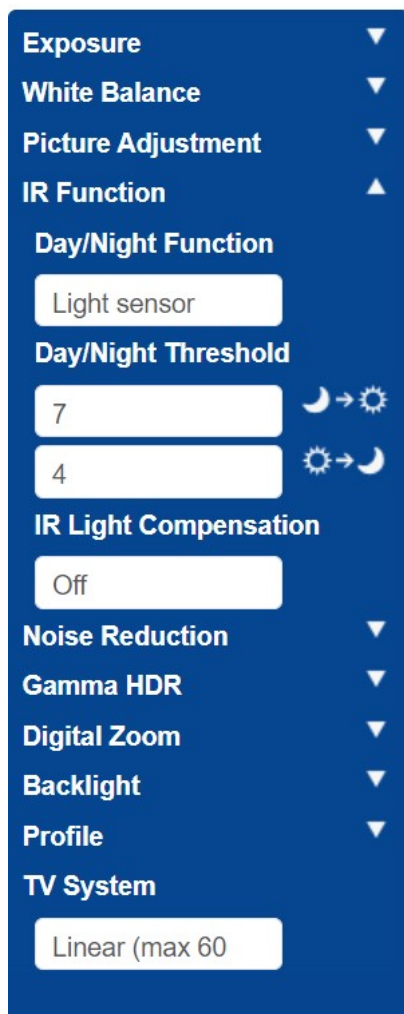 Exposure
White Balance
Picture Adjustment
IR Function
Day/Night Function
Light sensor
Day/Night Threshold
7
4
IR Light Compensation
Off
Noise Reduction
Gamma HDR
Digital Zoom
Backlight
Profile
TV System
Linear (max 60